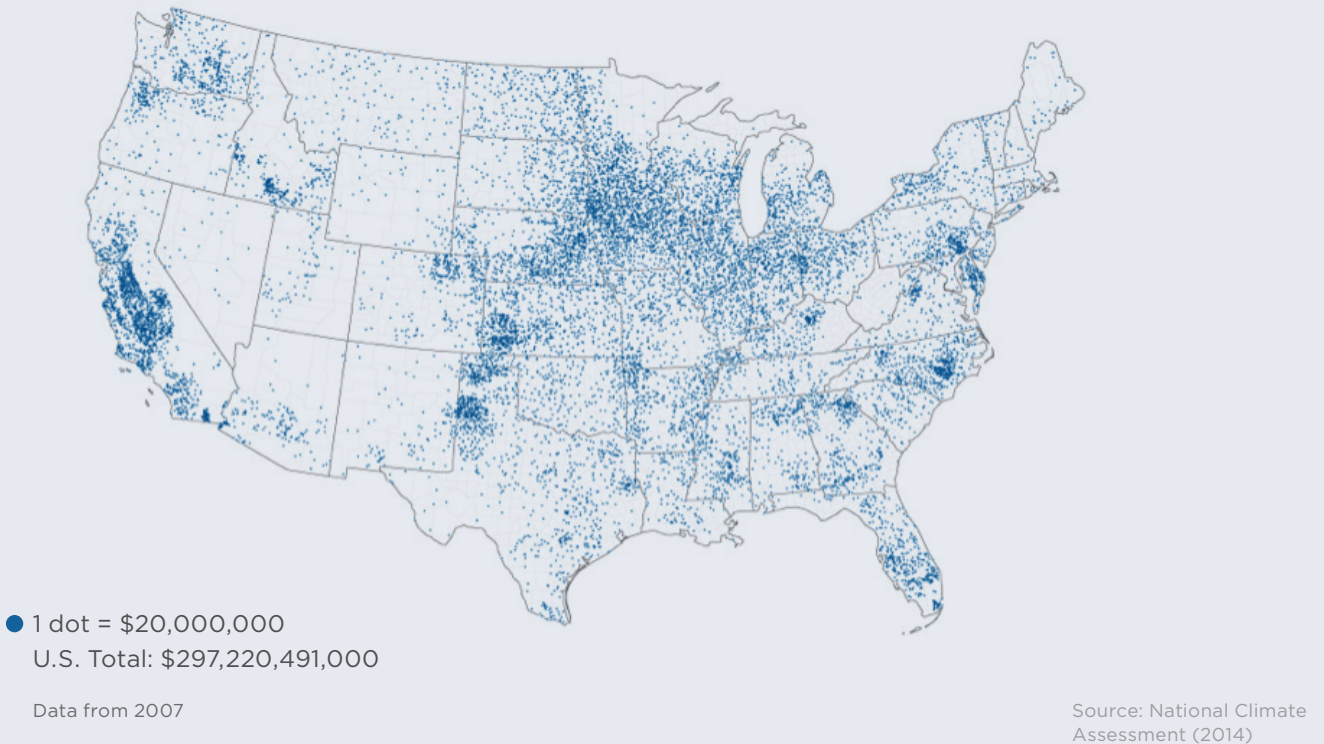 1 dot = $20,000,000
U.S. Total: $297,220,491,000
Data from 2007
Source: National Climate
Assessment (2014)